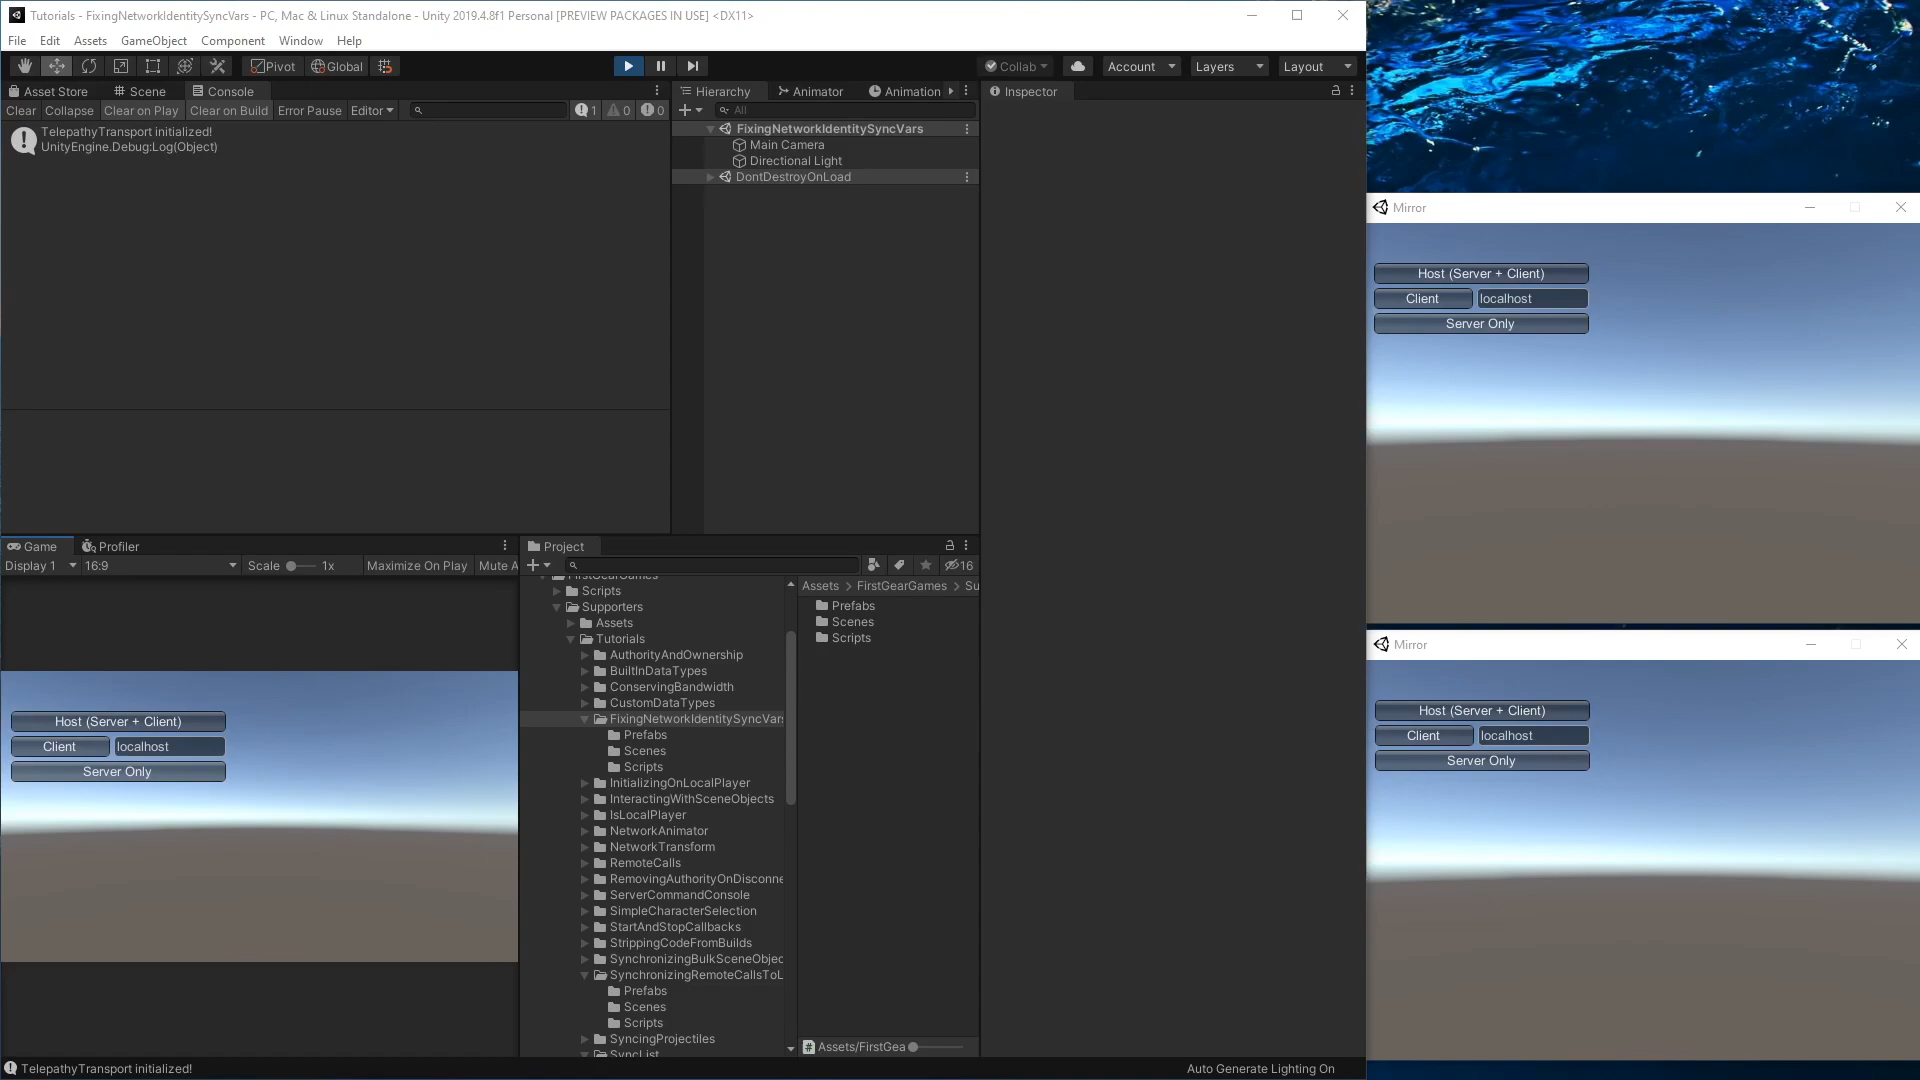 Tutorials - FixingNetworkIdentitySyncVars - PC, Mac & Linux Standalone - Unity 2019.4.8f1 Personal [PREVIEW PACKAGES IN USE] <DX11>
File Edit Assets GameObject Component Window Help
Pivot Global Collab Account Layers Layout
Asset Store Scene Console
Clear Collapse Clear on Play Clear on Build Error Pause Editor 1 0 0
TelepathyTransport initialized!
UnityEngine.Debug:Log(Object)
Hierarchy Animator Animation
All
FixingNetworkIdentitySyncVars
Main Camera
Directional Light
DontDestroyOnLoad
Inspector
Game Profiler
Display 1 16:9 Scale 1x Maximize On Play Mute A
Host (Server + Client)
Client localhost
Server Only
Project
16
FirstGearGames
Scripts
Supporters
Assets
Tutorials
AuthorityAndOwnership
BuiltInDataTypes
ConservingBandwidth
CustomDataTypes
FixingNetworkIdentitySyncVars
Prefabs
Scenes
Scripts
InitializingOnLocalPlayer
InteractingWithSceneObjects
IsLocalPlayer
NetworkAnimator
NetworkTransform
RemoteCalls
RemovingAuthorityOnDisconne
ServerCommandConsole
SimpleCharacterSelection
StartAndStopCallbacks
StrippingCodeFromBuilds
SynchronizingBulkSceneObjec
SynchronizingRemoteCallsToL
Prefabs
Scenes
Scripts
SyncingProjectiles
SyncList
Assets > FirstGearGames > Su
Prefabs
Scenes
Scripts
Assets/FirstGea
TelepathyTransport initialized!
Auto Generate Lighting On
Mirror
Host (Server + Client)
Client localhost
Server Only
Mirror
Host (Server + Client)
Client localhost
Server Only